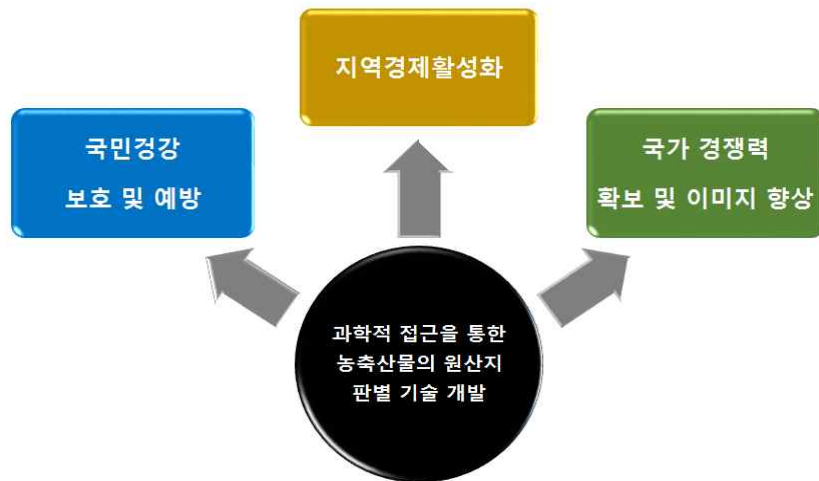 지역경제활성화
국민겅강
보호 및 예방
국가 경쟁력
확보 및 이미지 향상
과학적 접근을 통한
농축산물의 원산지
판별 기술 개발